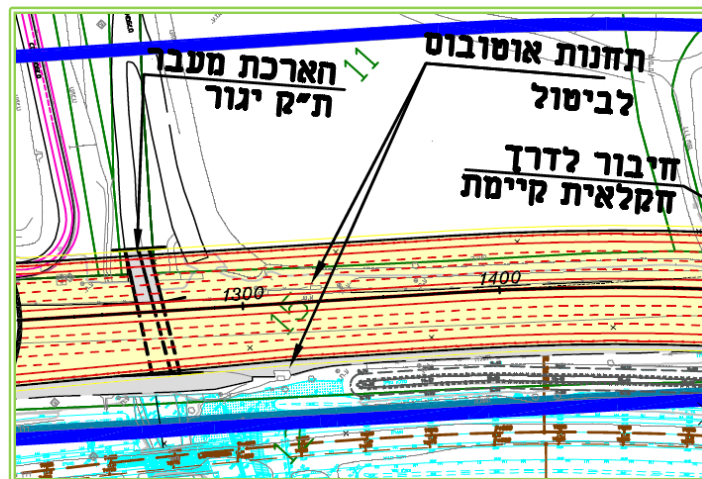 תחנות אוטובוס
לביטול
הארכת מעבר
ת״ק יגור
11
חיבור לדרך
חקלאית קיימת
1300
1400
15